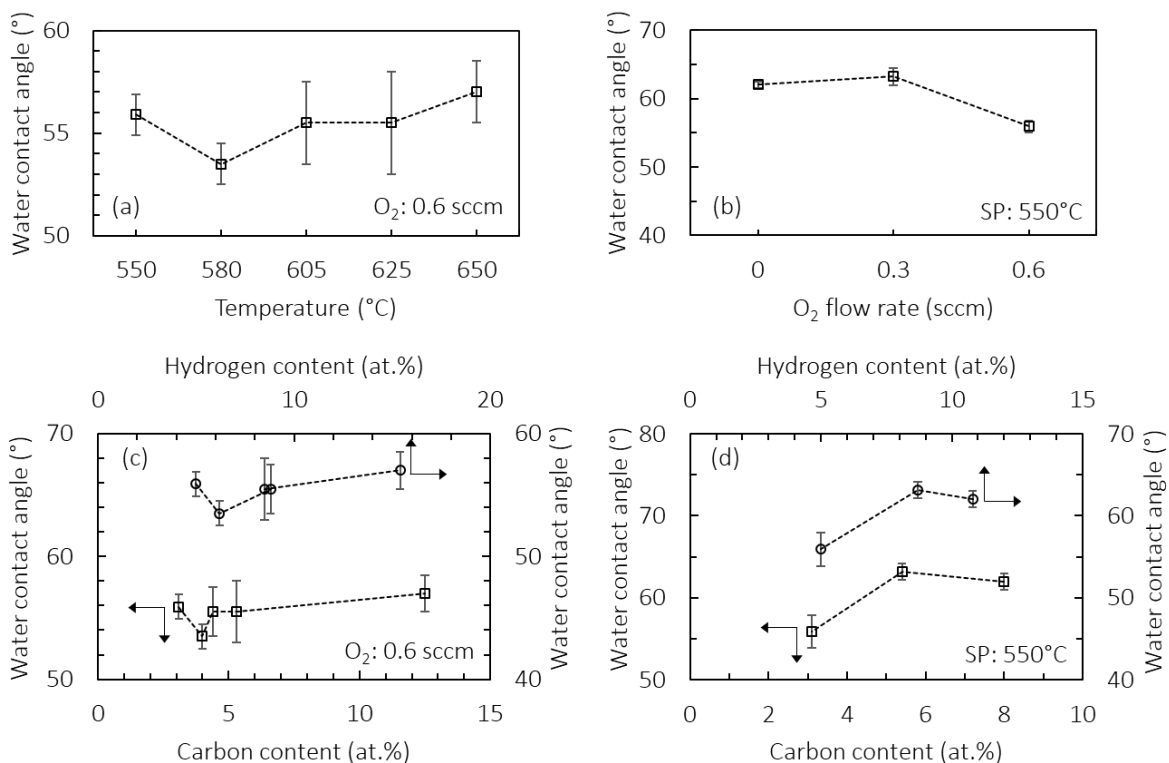 Water contact angle (°)
60
55
50
(a)
O₂: 0.6 sccm
550 580 605 625 650
Temperature (°C)
Water contact angle (°)
70
60
50
40
(b)
SP: 550°C
0 0.3 0.6
O₂ flow rate (sccm)
Hydrogen content (at.%)
0 10 20
Water contact angle (°)
70
60
50
(c)
O₂: 0.6 sccm
60
50
40
Water contact angle (°)
0 5 10 15
Carbon content (at.%)
Hydrogen content (at.%)
0 5 10 15
Water contact angle (°)
80
70
60
50
(d)
SP: 550°C
70
60
50
40
Water contact angle (°)
0 2 4 6 8 10
Carbon content (at.%)